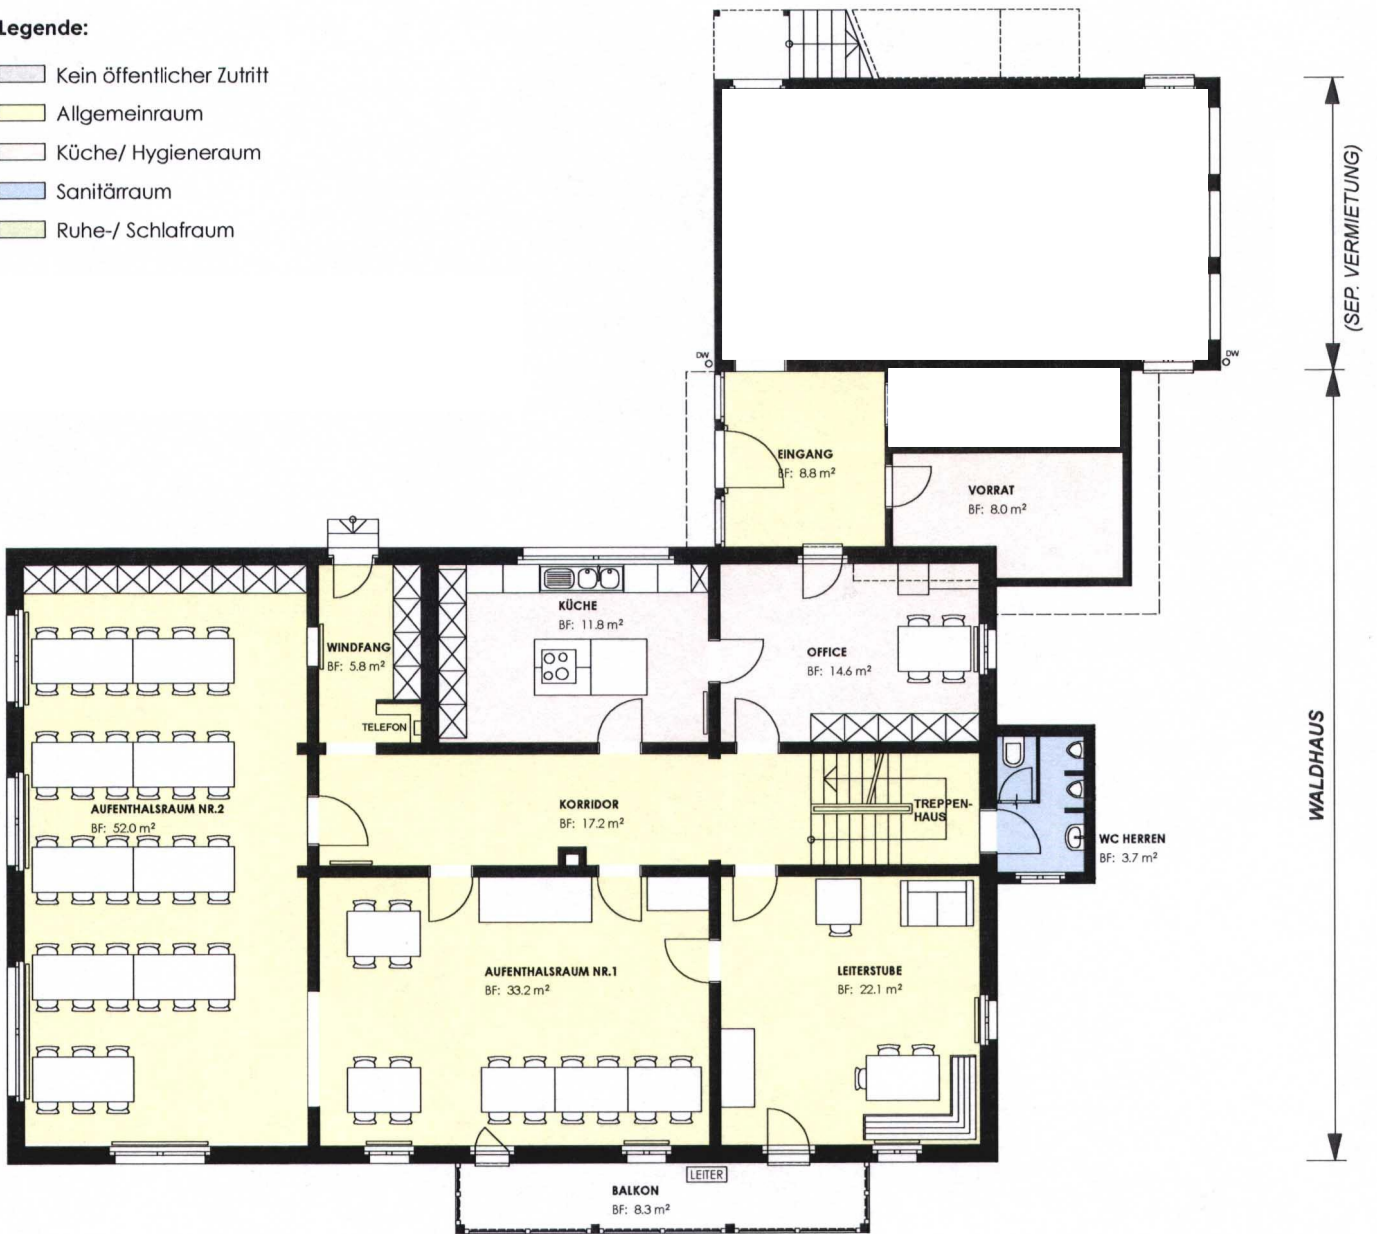 Legende:
Kein öffentlicher Zutritt
Allgemeinraum
Küche/ Hygieneraum
Sanitärraum
Ruhe-/ Schlafraum
(SEP. VERMIETUNG)
DW
DW
EINGANG
BF: 8.8 m²
VORRAT
BF: 8.0 m²
KÜCHE
BF: 11.8 m²
WINDFANG
BF: 5.8 m²
OFFICE
BF: 14.6 m²
TELEFON
WALDHAUS
AUFENTHALSRAUM NR.2
BF: 52.0 m²
KORRIDOR
BF: 17.2 m²
TREPPEN-
HAUS
WC HERREN
BF: 3.7 m²
AUFENTHALSRAUM NR.1
BF: 33.2 m²
LEITERSTUBE
BF: 22.1 m²
LEITER
BALKON
BF: 8.3 m²